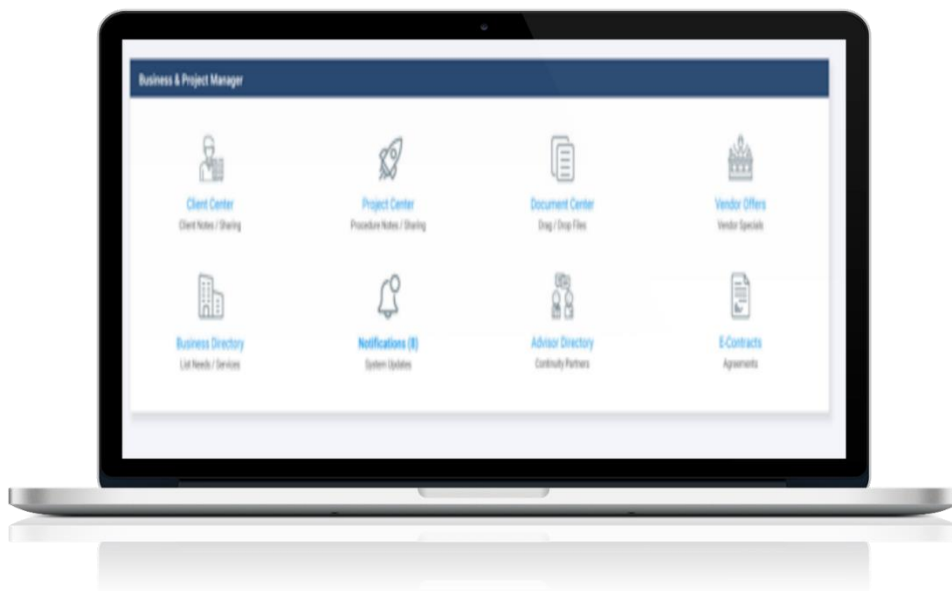 Business & Project Manager
Client Center
Client Notes / Sharing
Project Center
Procedure Notes / Sharing
Document Center
Drag / Drop Files
Vendor Offers
Vendor Specials
Business Directory
List Needs / Services
Notifications (8)
System Updates
Advisor Directory
Continuity Partners
E-Contracts
Agreements